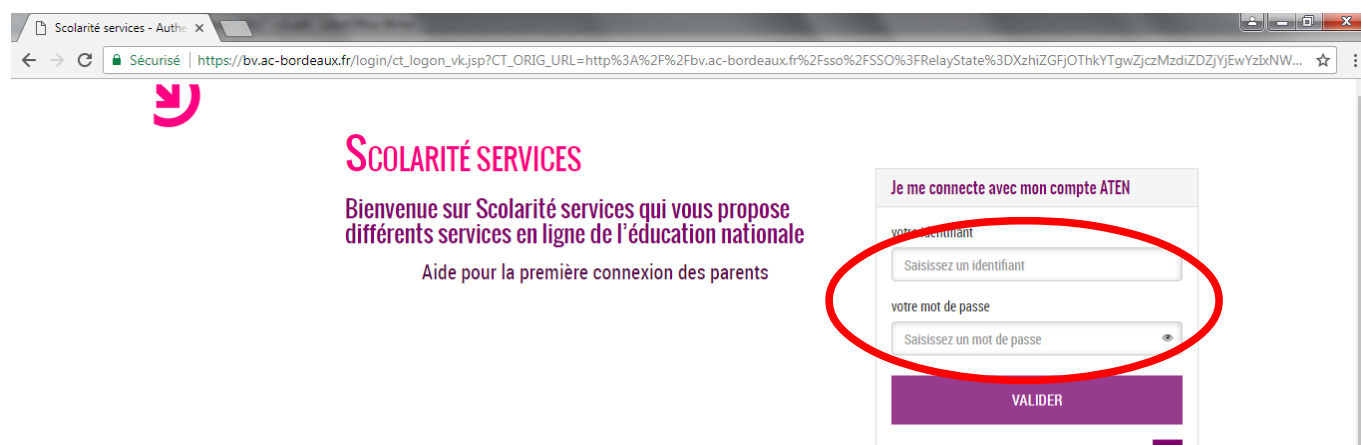 Scolarité services - Authe
Sécurisé | https://bv.ac-bordeaux.fr/login/ct_logon_vk.jsp?CT_ORIG_URL=http%3A%2F%2Fbv.ac-bordeaux.fr%2Fsso%2FSSO%3FRelayState%3DXzhiZGFjOThkYTgwZjczMzdiZDZjYjEwYzIxNW...
SCOLARITÉ SERVICES
Bienvenue sur Scolarité services qui vous propose
différents services en ligne de l'éducation nationale
Aide pour la première connexion des parents
Je me connecte avec mon compte ATEN
votre identifiant
Saisissez un identifiant
votre mot de passe
Saisissez un mot de passe
VALIDER